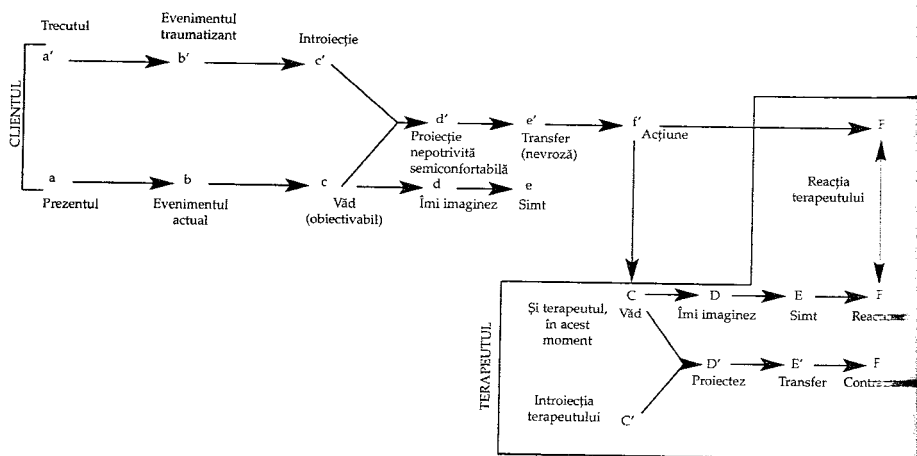 Trecutul
Evenimentul
traumatizant
Introiecție
a'
b'
c'
CLIENTUL
d'
e'
f'
F
Proiecție
nepotrivită
semiconfortabilă
Transfer
(nevroză)
Acțiune
a
b
c
d
e
Prezentul
Evenimentul
actual
Văd
(obiectivabil)
Îmi imaginez
Simt
Reacția
terapeutului
TERAPEUTUL
Și terapeutul,
în acest
moment
C
D
E
F
Văd
Îmi imaginez
Simt
D'
E'
F
Proiectez
Transfer
Introiecția
terapeutului
C'